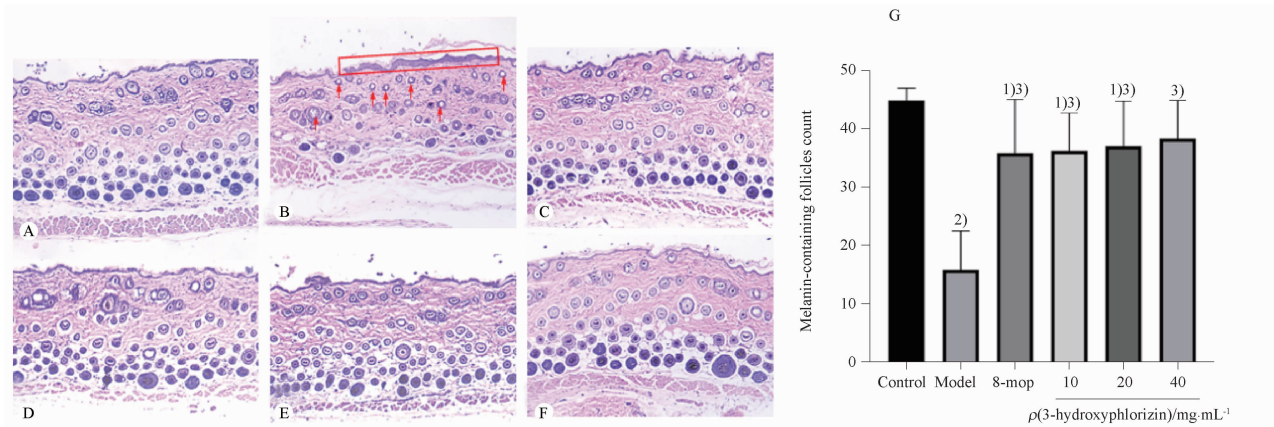 A
B
C
D
E
F
G
Melanin-containing follicles count
50
40
30
20
10
0
2)
1)3)
1)3)
1)3)
3)
Control Model 8-mop 10 20 40
ρ(3-hydroxyphlorizin)/mg·mL⁻¹